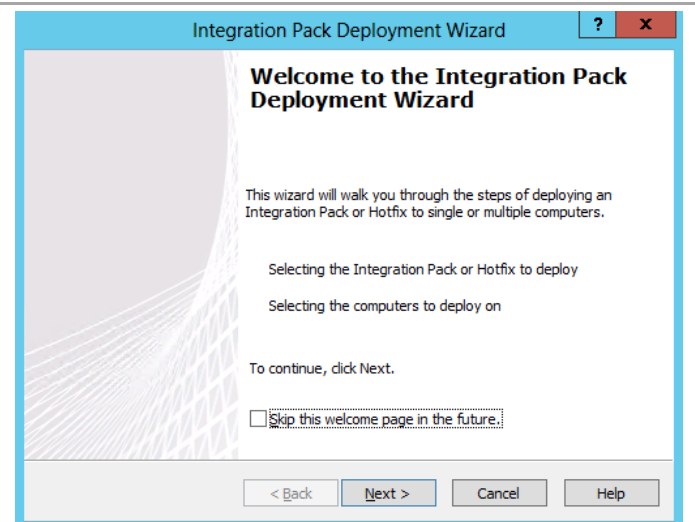 Integration Pack Deployment Wizard
?
x
Welcome to the Integration Pack
Deployment Wizard
This wizard will walk you through the steps of deploying an
Integration Pack or Hotfix to single or multiple computers.
Selecting the Integration Pack or Hotfix to deploy
Selecting the computers to deploy on
To continue, click Next.
Skip this welcome page in the future.
< Back
Next >
Cancel
Help